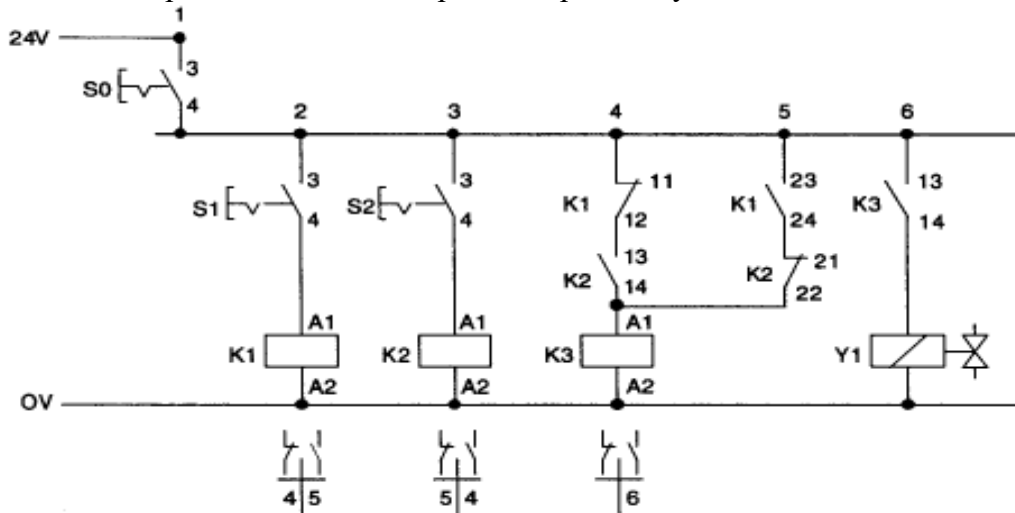 1
24V
3
S0
4
2 3 4 5 6
3 3 11 23 13
S1 S2 K1 K1 K3
4 4 12 24 14
13 21
K2 K2
14 22
A1 A1 A1
K1 K2 K3 Y1
A2 A2 A2
0V
4 5 5 4 6